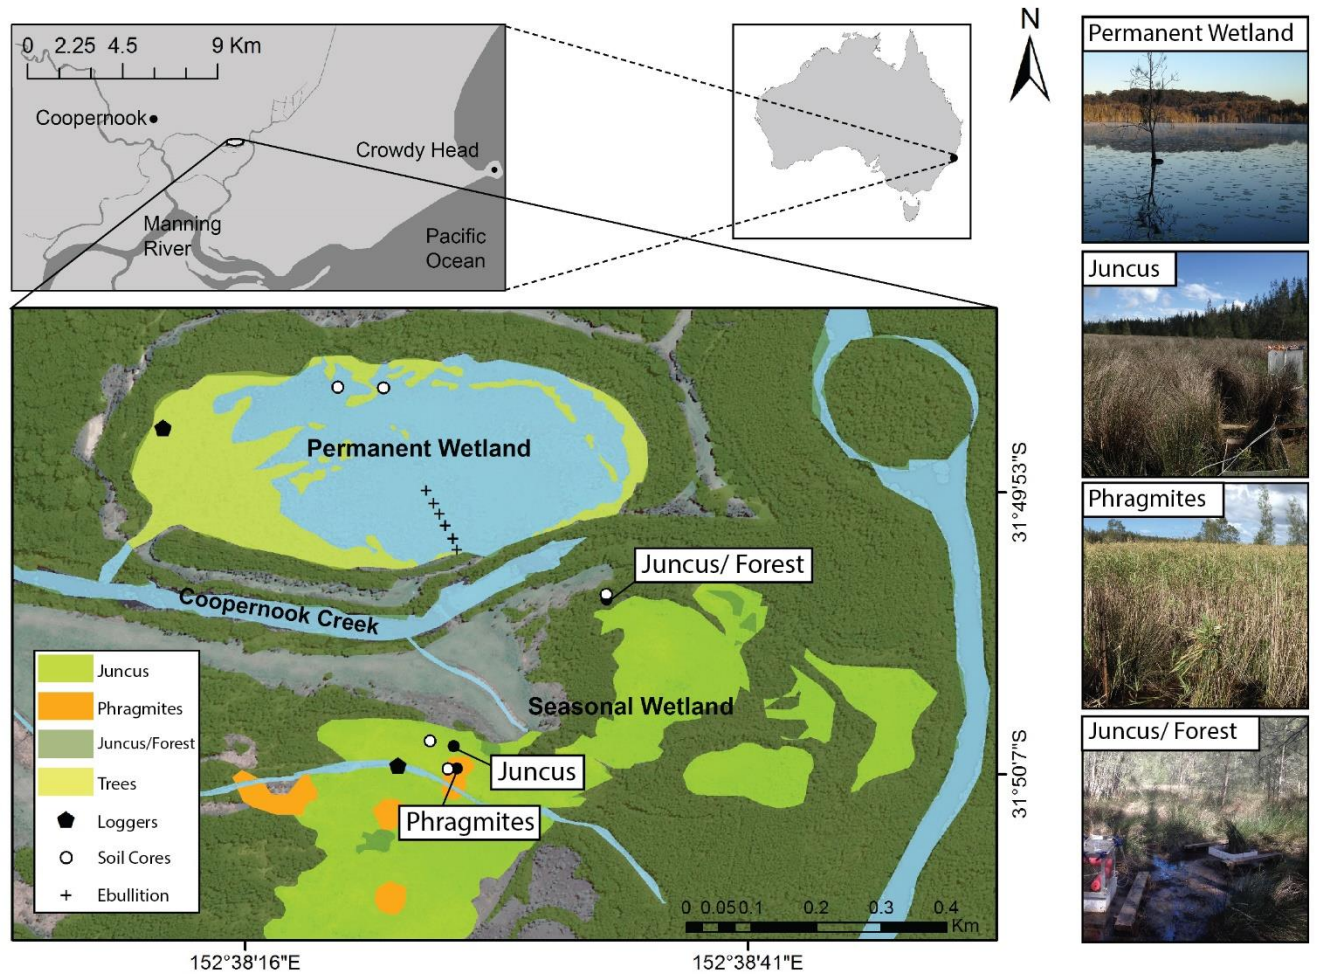 0 2.25 4.5 9 Km
Coopernook
Crowdy Head
Manning
River
Pacific
Ocean
N
Permanent Wetland
Juncus
Phragmites
Juncus/ Forest
Permanent Wetland
Coopernook Creek
Juncus/ Forest
Seasonal Wetland
Juncus
Phragmites
Juncus
Phragmites
Juncus/Forest
Trees
Loggers
Soil Cores
Ebullition
0 0.05 0.1 0.2 0.3 0.4
Km
31°49'53"S
31°50'7"S
152°38'16"E
152°38'41"E